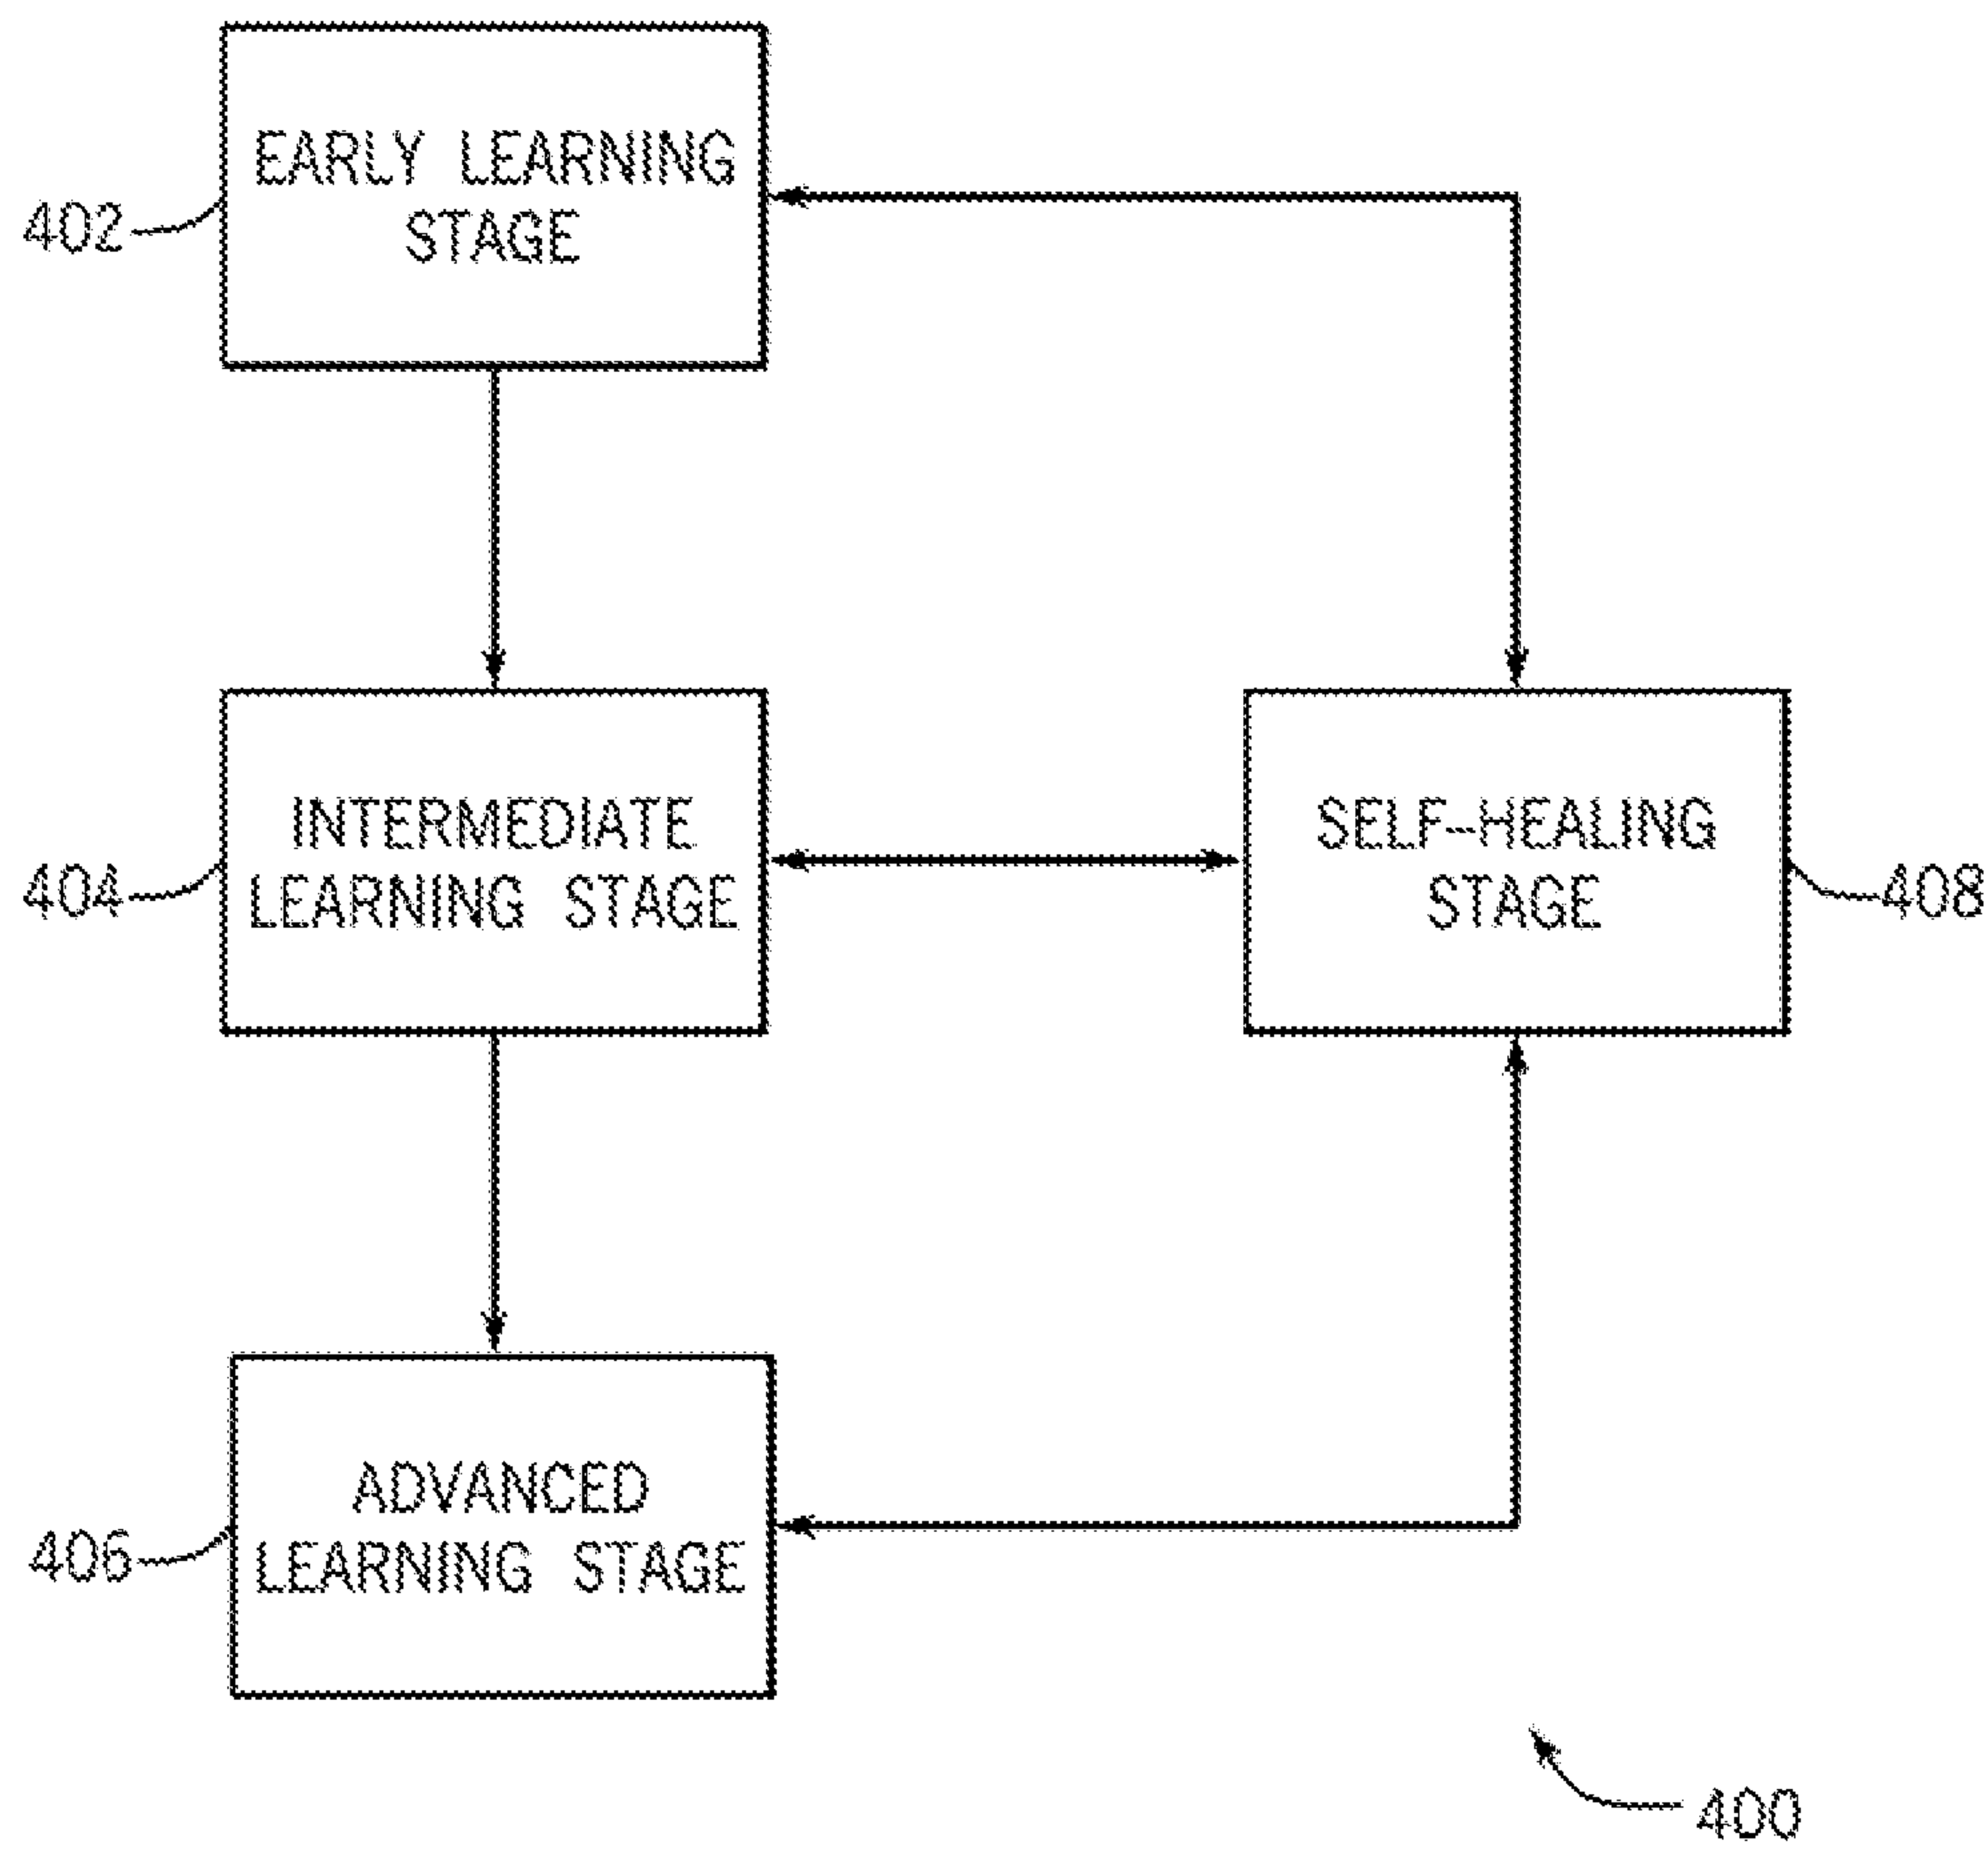 EARLY LEARNING
STAGE
402
INTERMEDIATE
LEARNING STAGE
404
SELF-HEALING
STAGE
408
ADVANCED
LEARNING STAGE
406
400